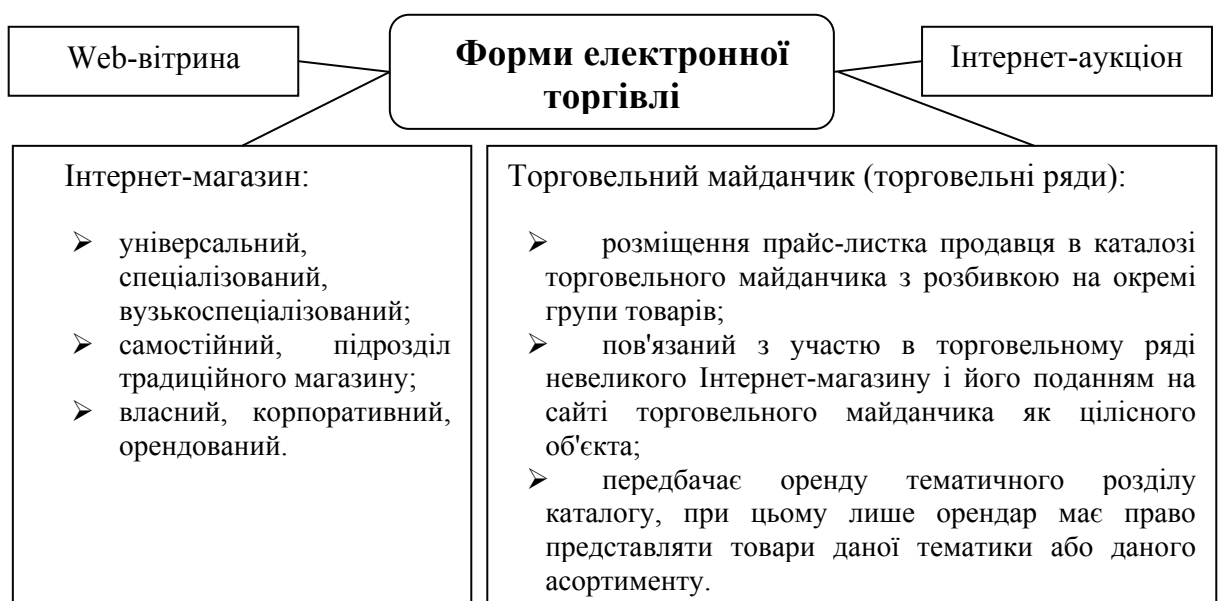 Web-вітрина
Форми електронної
торгівлі
Інтернет-аукціон
Інтернет-магазин:
➢ універсальний,
спеціалізований,
вузькоспеціалізований;
➢ самостійний, підрозділ
традиційного магазину;
➢ власний, корпоративний,
орендований.
Торговельний майданчик (торговельні ряди):
➢ розміщення прайс-листка продавця в каталозі
торговельного майданчика з розбивкою на окремі
групи товарів;
➢ пов'язаний з участю в торговельному ряді
невеликого Інтернет-магазину і його поданням на
сайті торговельного майданчика як цілісного
об'єкта;
➢ передбачає оренду тематичного розділу
каталогу, при цьому лише орендар має право
представляти товари даної тематики або даного
асортименту.